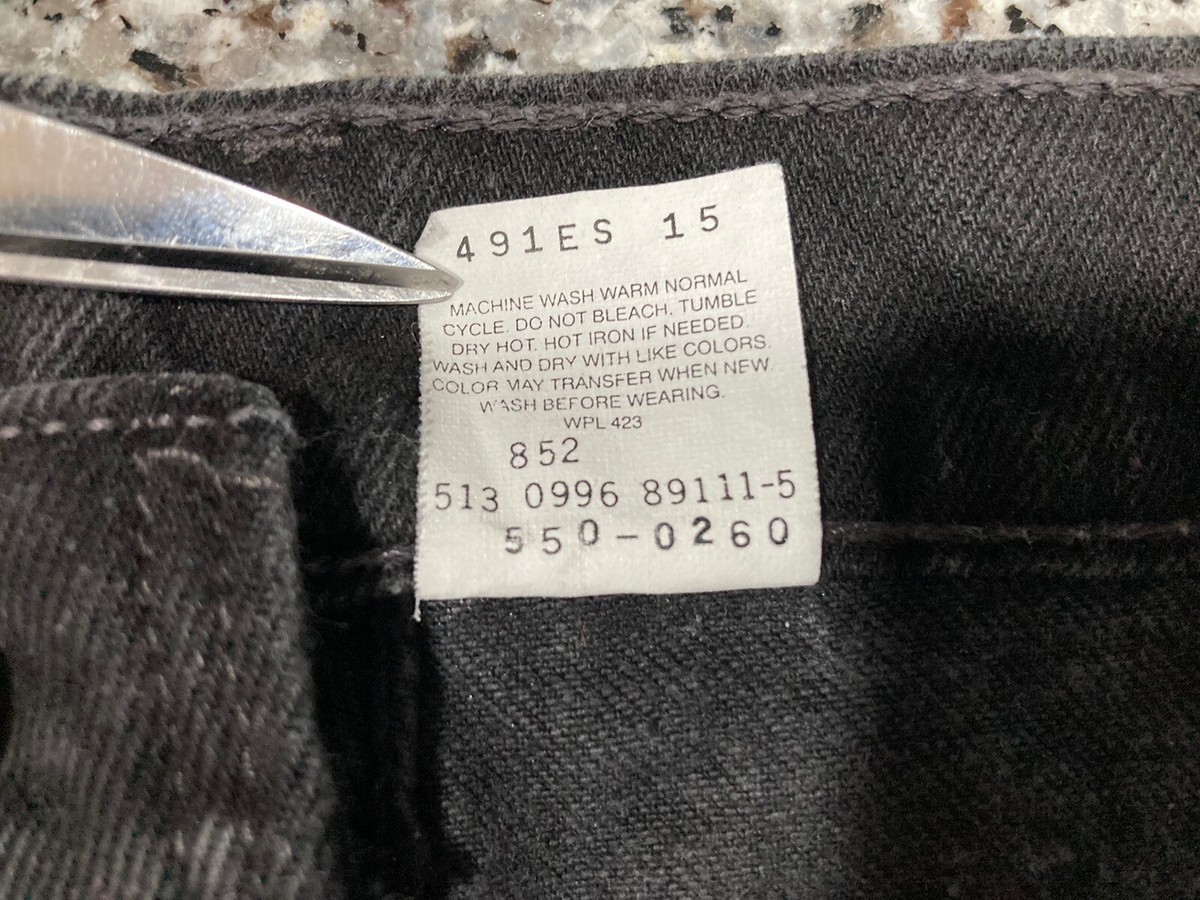 491ES 15
MACHINE WASH WARM NORMAL
CYCLE. DO NOT BLEACH. TUMBLE
DRY HOT. HOT IRON IF NEEDED.
WASH AND DRY WITH LIKE COLORS.
COLOR MAY TRANSFER WHEN NEW.
WASH BEFORE WEARING.
WPL 423
852
513 0996 89111-5
550-0260